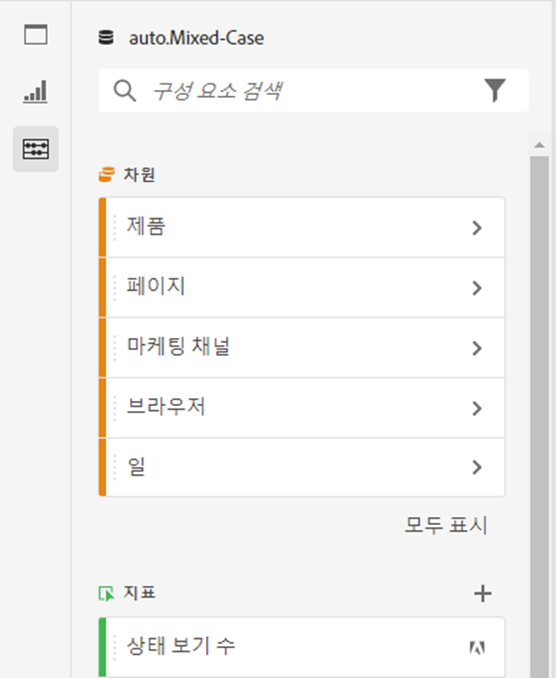 auto.Mixed-Case
구성 요소 검색
차원
제품
페이지
마케팅 채널
브라우저
일
모두 표시
지표
상태 보기 수